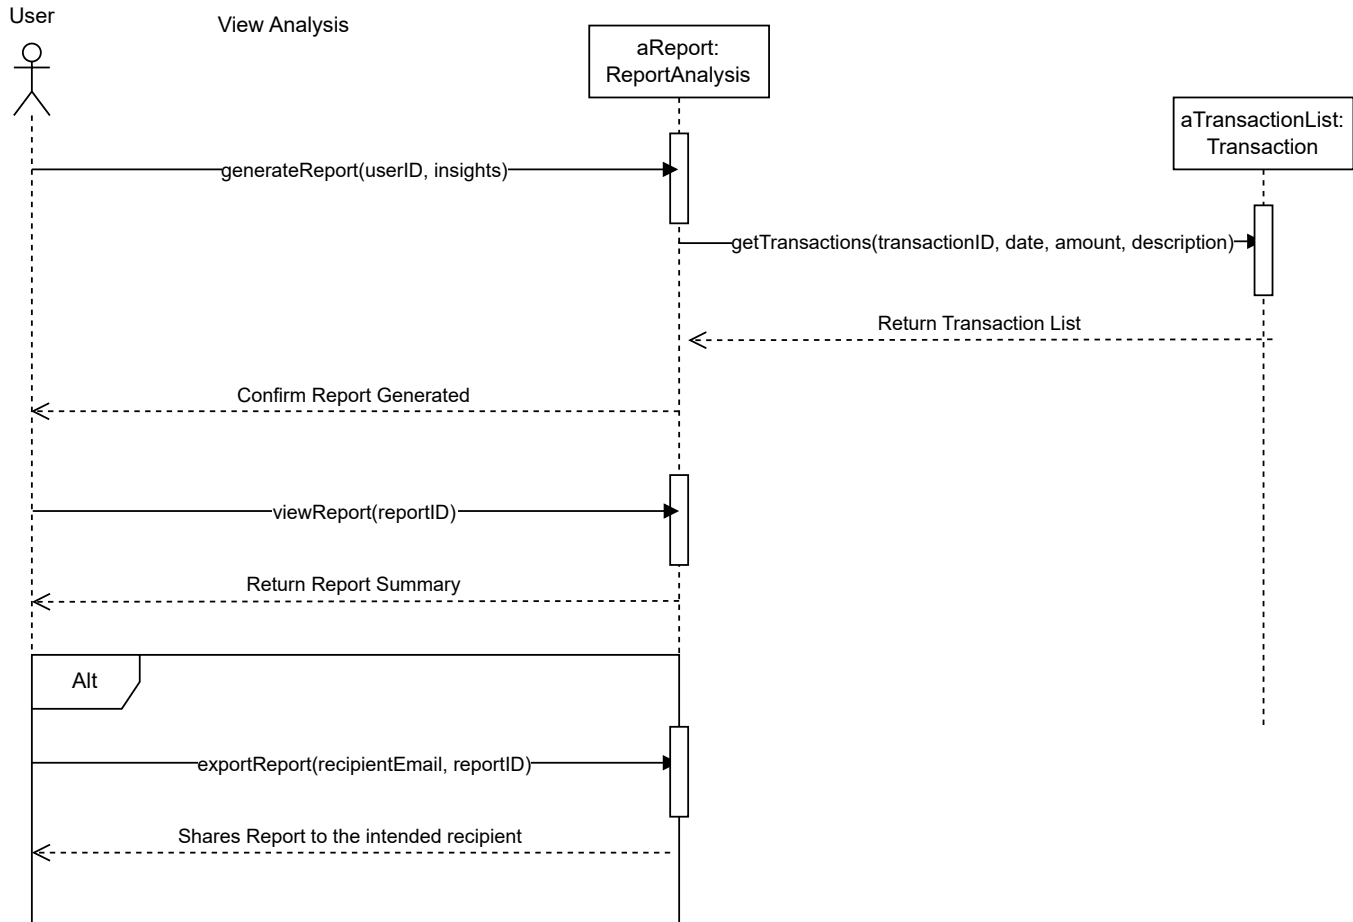 User
View Analysis
aReport:
ReportAnalysis
aTransactionList:
Transaction
generateReport(userID, insights)
getTransactions(transactionID, date, amount, description)
Return Transaction List
Confirm Report Generated
viewReport(reportID)
Return Report Summary
Alt
exportReport(recipientEmail, reportID)
Shares Report to the intended recipient